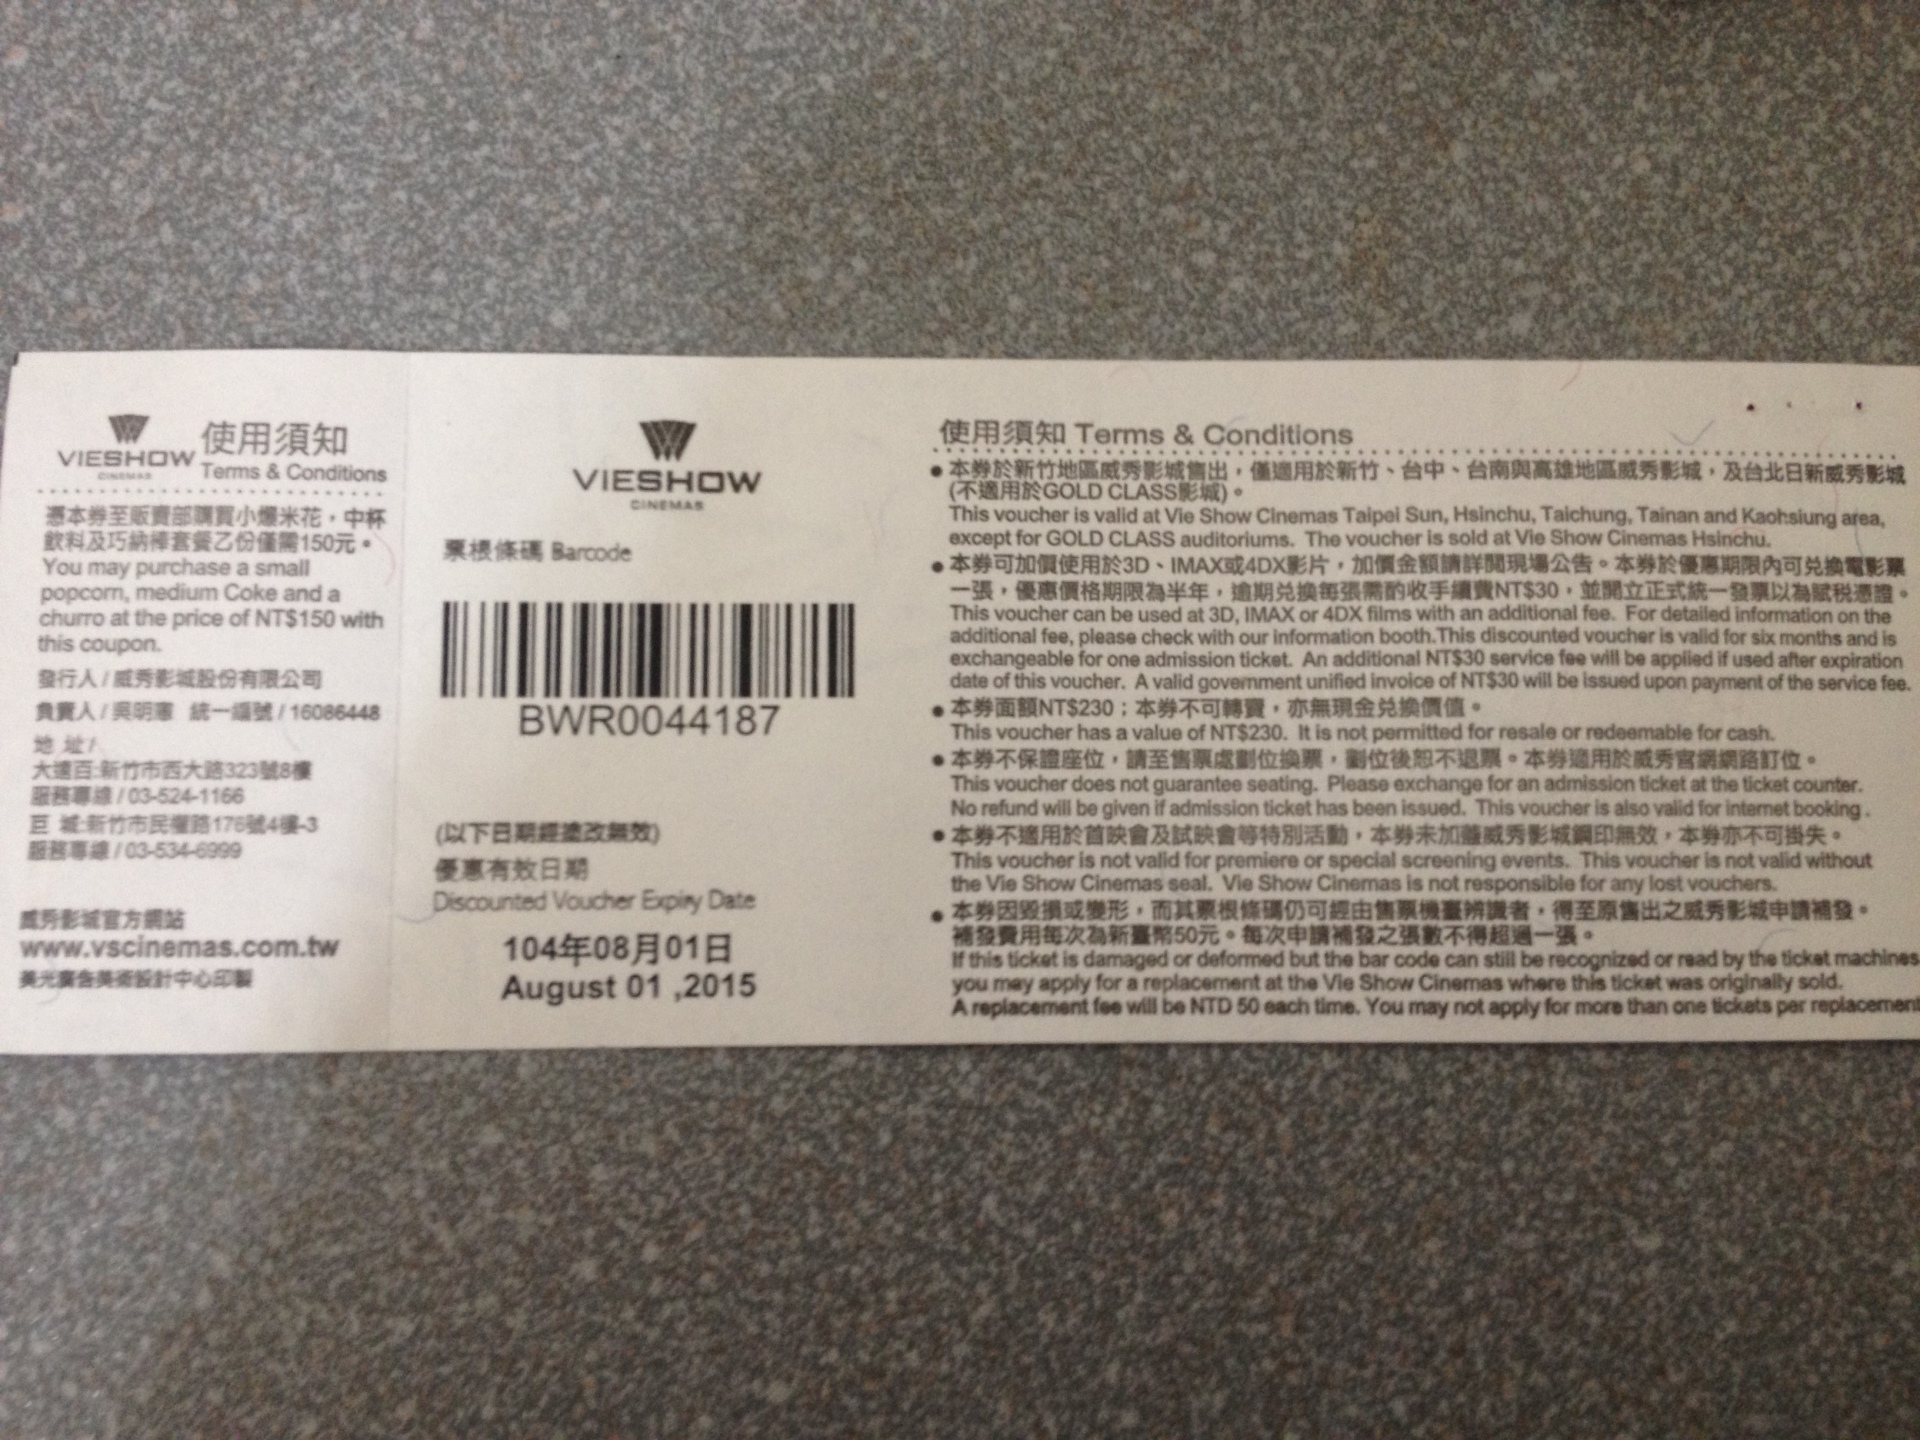 VIESHOW
CINEMAS
使用須知
Terms & Conditions
憑本券至販賣部購買小爆米花，中杯
飲料及巧納棒套餐乙份僅需150元。
You may purchase a small
popcorn, medium Coke and a
churro at the price of NT$150 with
this coupon.
發行人 / 威秀影城股份有限公司
負責人 / 吳明憲 統一編號 / 16086448
地 址 /
大遠百:新竹市西大路323號8樓
服務專線 / 03-524-1166
巨 城:新竹市民權路176號4樓-3
服務專線 / 03-534-6999
威秀影城官方網站
www.vscinemas.com.tw
美光廣告美術設計中心印製
VIESHOW
CINEMAS
票根條碼 Barcode
BWR0044187
(以下日期經塗改無效)
優惠有效日期
Discounted Voucher Expiry Date
104年08月01日
August 01 ,2015
使用須知 Terms & Conditions
● 本券於新竹地區威秀影城售出，僅適用於新竹、台中、台南與高雄地區威秀影城，及台北日新威秀影城
(不適用於GOLD CLASS影城)。
This voucher is valid at Vie Show Cinemas Taipei Sun, Hsinchu, Taichung, Tainan and Kaohsiung area,
except for GOLD CLASS auditoriums. The voucher is sold at Vie Show Cinemas Hsinchu.
● 本券可加價使用於3D、IMAX或4DX影片，加價金額請詳閱現場公告。本券於優惠期限內可兌換電影票
一張，優惠價格期限為半年，逾期兌換每張需酌收手續費NT$30，並開立正式統一發票以為賦稅憑證。
This voucher can be used at 3D, IMAX or 4DX films with an additional fee. For detailed information on the
additional fee, please check with our information booth.This discounted voucher is valid for six months and is
exchangeable for one admission ticket. An additional NT$30 service fee will be applied if used after expiration
date of this voucher. A valid government unified invoice of NT$30 will be issued upon payment of the service fee.
● 本券面額NT$230；本券不可轉賣，亦無現金兌換價值。
This voucher has a value of NT$230. It is not permitted for resale or redeemable for cash.
● 本券不保證座位，請至售票處劃位換票，劃位後恕不退票。本券適用於威秀官網網路訂位。
This voucher does not guarantee seating. Please exchange for an admission ticket at the ticket counter.
No refund will be given if admission ticket has been issued. This voucher is also valid for internet booking .
● 本券不適用於首映會及試映會等特別活動，本券未加蓋威秀影城鋼印無效，本券亦不可掛失。
This voucher is not valid for premiere or special screening events. This voucher is not valid without
the Vie Show Cinemas seal. Vie Show Cinemas is not responsible for any lost vouchers.
● 本券因毀損或變形，而其票根條碼仍可經由售票機臺辨識者，得至原售出之威秀影城申請補發。
補發費用每次為新臺幣50元。每次申請補發之張數不得超過一張。
If this ticket is damaged or deformed but the bar code can still be recognized or read by the ticket machines
you may apply for a replacement at the Vie Show Cinemas where this ticket was originally sold.
A replacement fee will be NTD 50 each time. You may not apply for more than one tickets per replacement